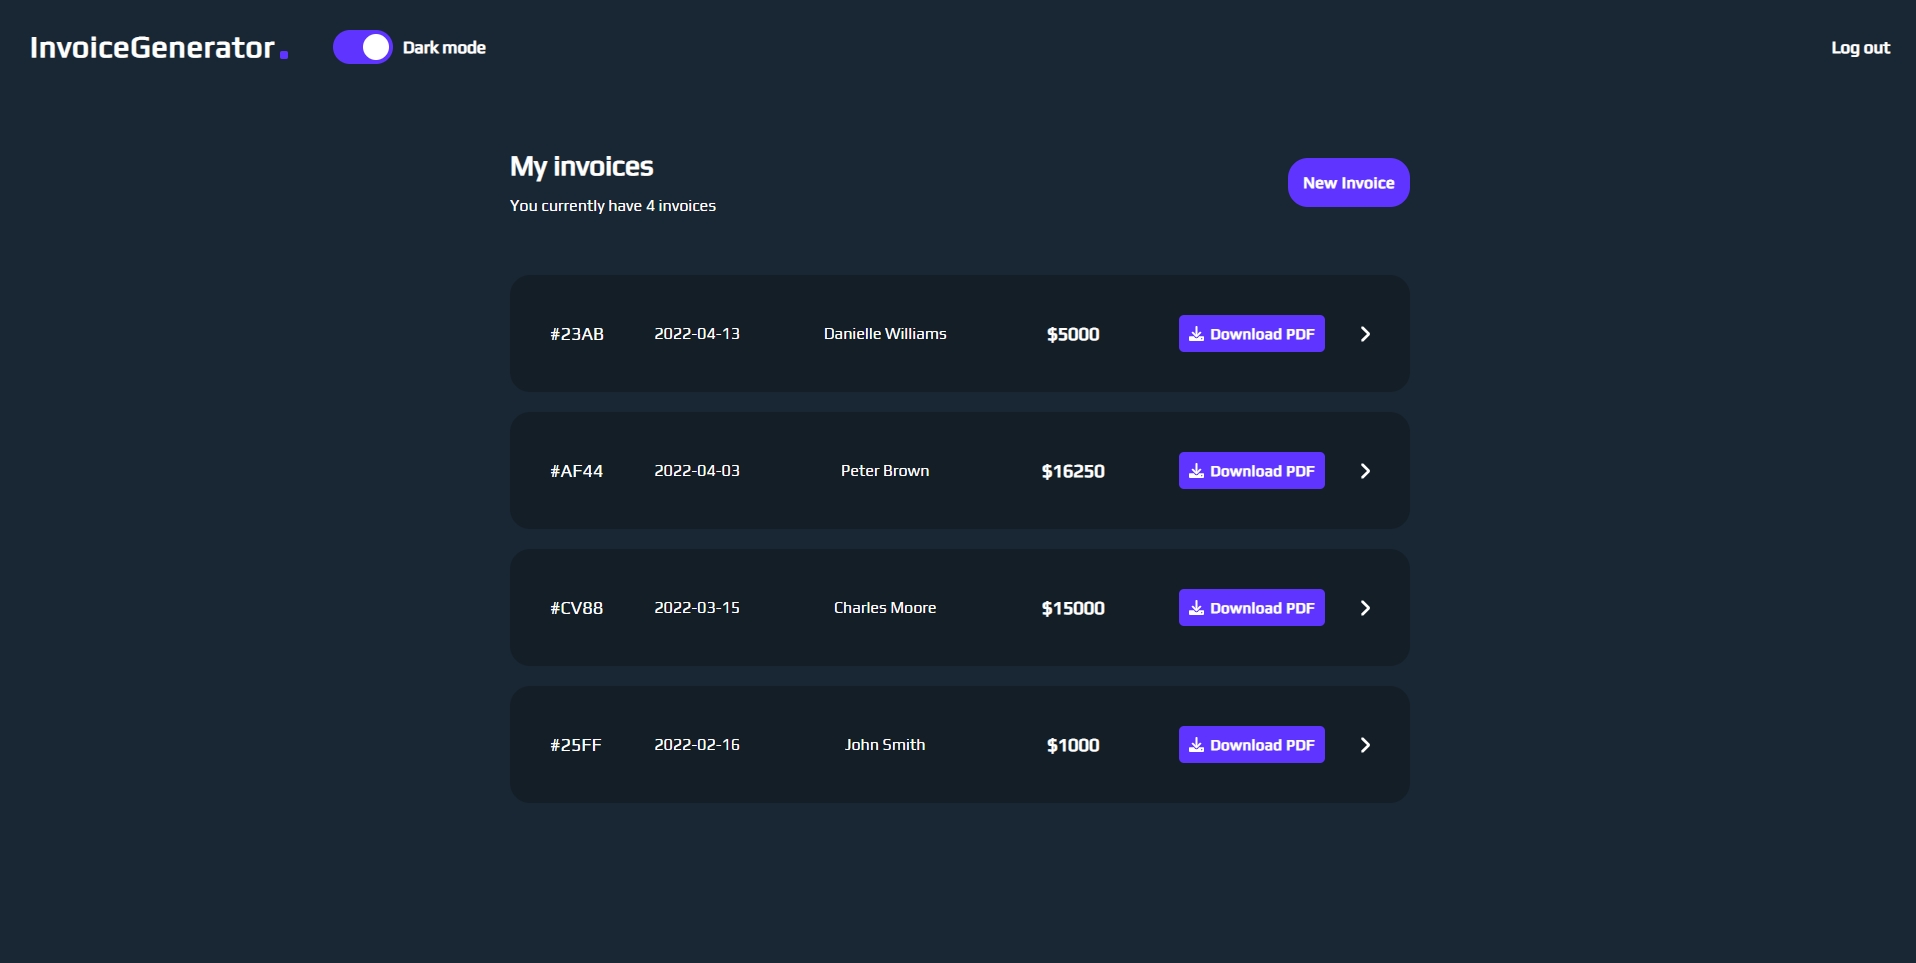 InvoiceGenerator.
Dark mode
Log out
My invoices
You currently have 4 invoices
New Invoice
#23AB 2022-04-13 Danielle Williams $5000 Download PDF
#AF44 2022-04-03 Peter Brown $16250 Download PDF
#CV88 2022-03-15 Charles Moore $15000 Download PDF
#25FF 2022-02-16 John Smith $1000 Download PDF